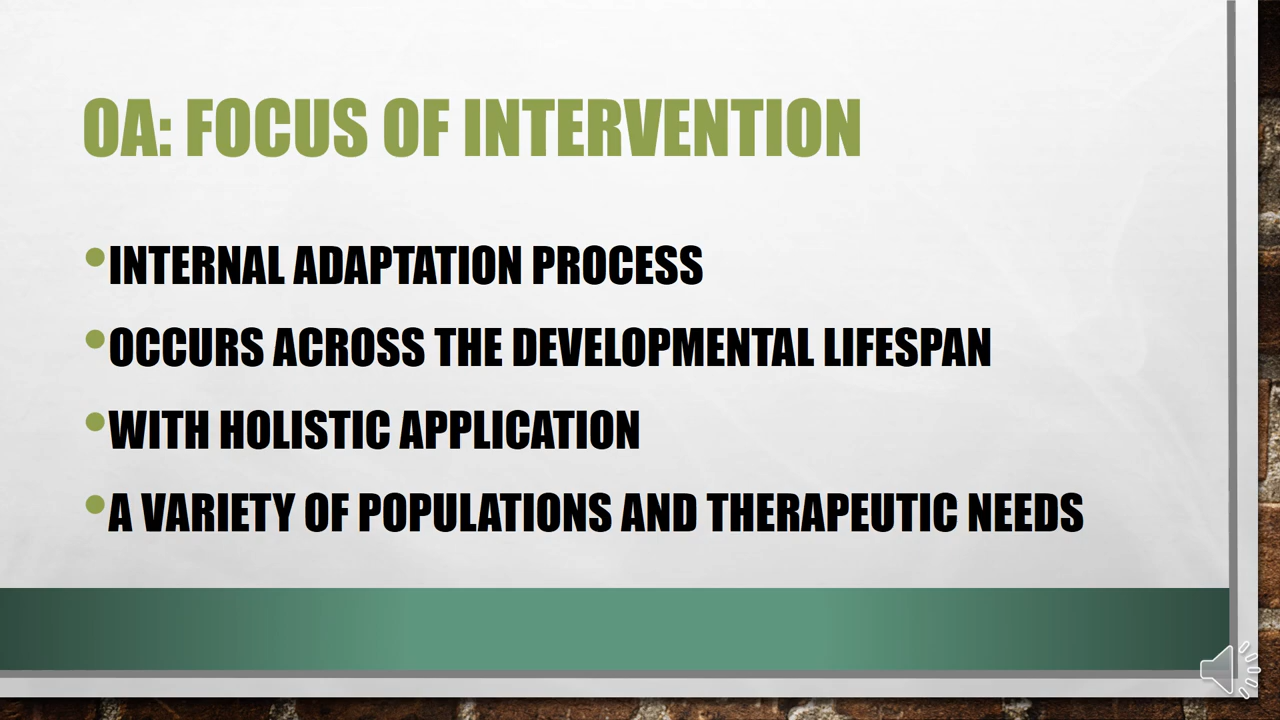 OA: FOCUS OF INTERVENTION
•INTERNAL ADAPTATION PROCESS
•OCCURS ACROSS THE DEVELOPMENTAL LIFESPAN
•WITH HOLISTIC APPLICATION
•A VARIETY OF POPULATIONS AND THERAPEUTIC NEEDS